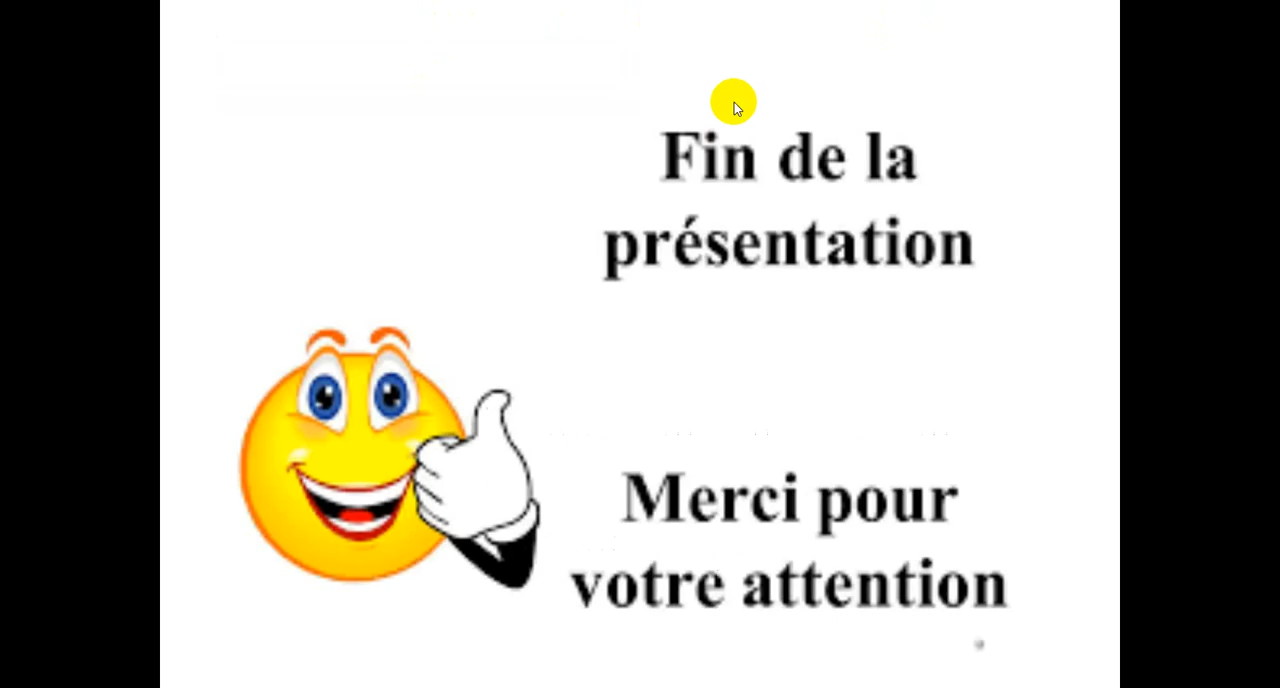 Fin de la
présentation
Merci pour
votre attention